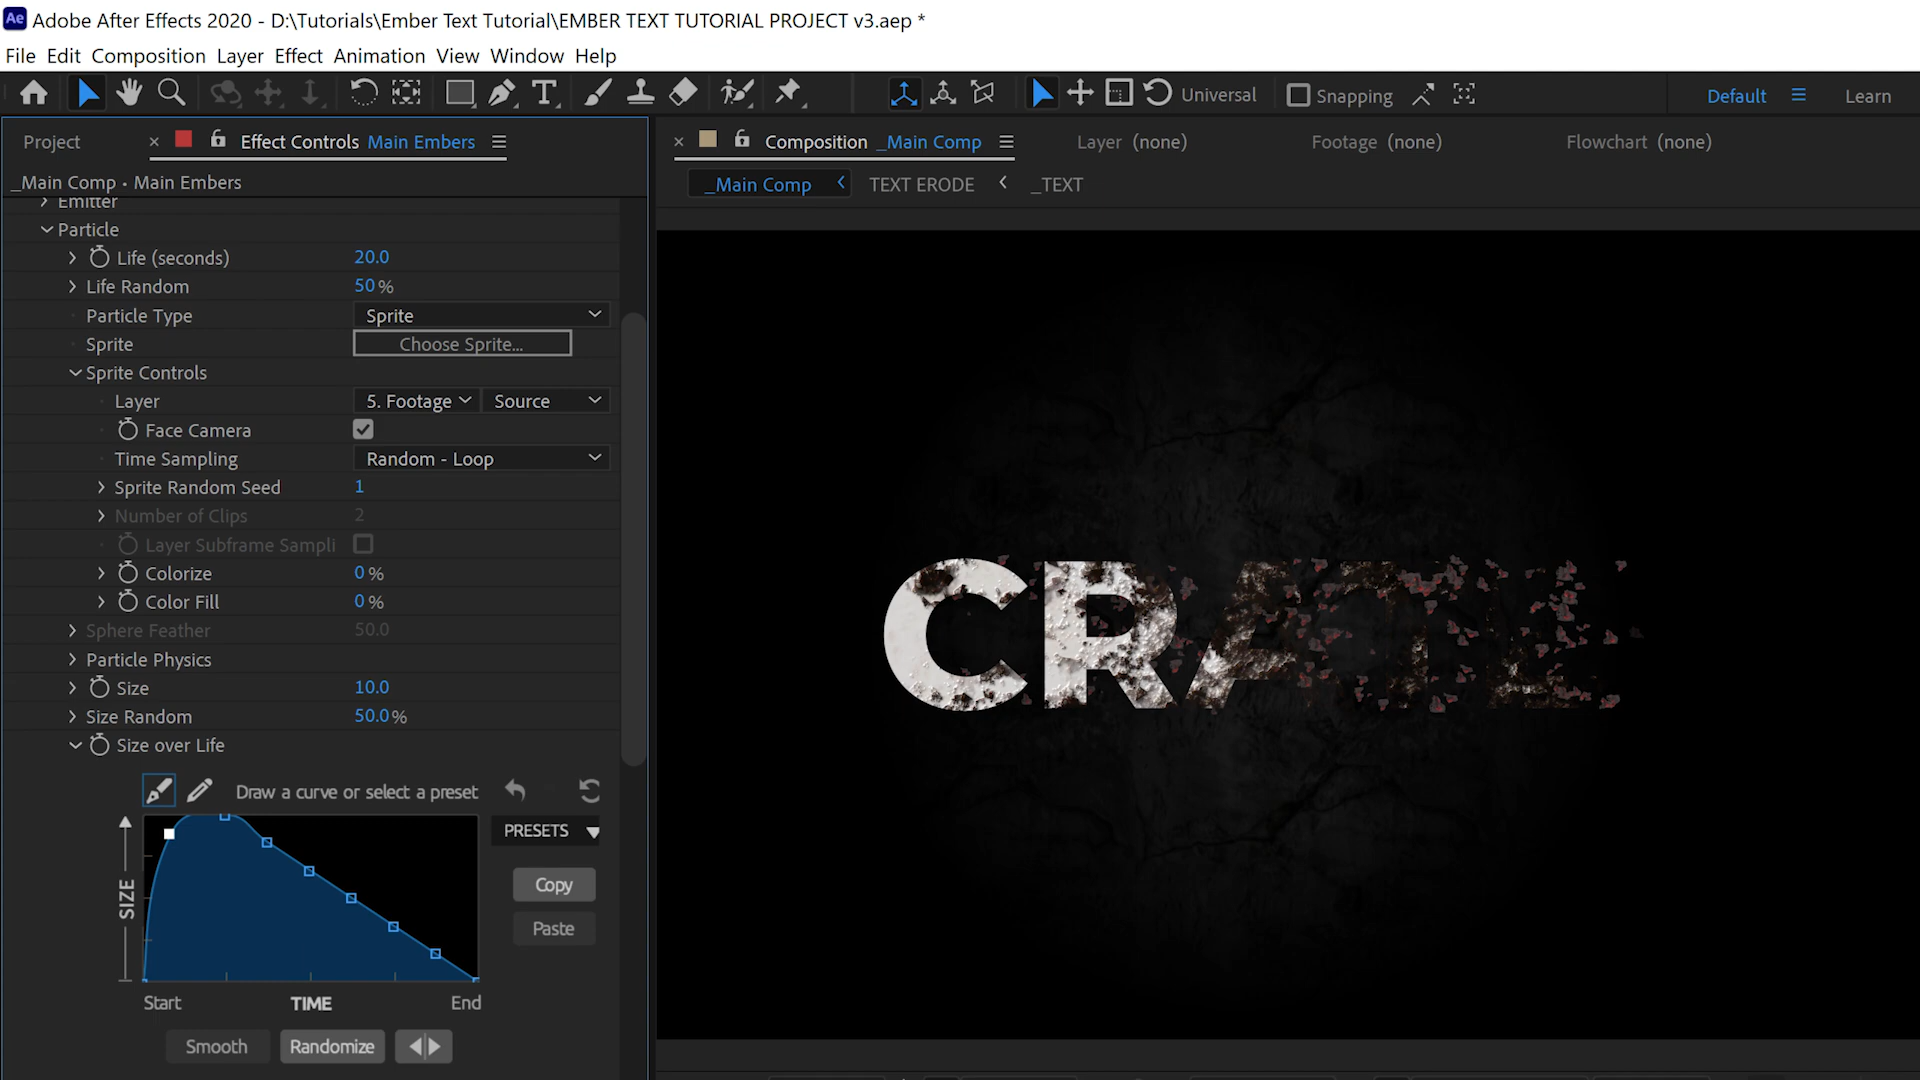 Ae Adobe After Effects 2020 - D:\Tutorials\Ember Text Tutorial\EMBER TEXT TUTORIAL PROJECT v3.aep *
File Edit Composition Layer Effect Animation View Window Help
Universal Snapping Default Learn
Project Effect Controls Main Embers
Composition _Main Comp Layer (none) Footage (none) Flowchart (none)
_Main Comp • Main Embers
_Main Comp TEXT ERODE _TEXT
Emitter
Particle
Life (seconds) 20.0
Life Random 50 %
Particle Type Sprite
Sprite Choose Sprite...
Sprite Controls
Layer 5. Footage Source
Face Camera
Time Sampling Random - Loop
Sprite Random Seed 1
Number of Clips 2
Layer Subframe Sampli
Colorize 0 %
Color Fill 0 %
Sphere Feather 50.0
Particle Physics
Size 10.0
Size Random 50.0 %
Size over Life
Draw a curve or select a preset
PRESETS
Copy
SIZE
Paste
Start TIME End
Smooth Randomize